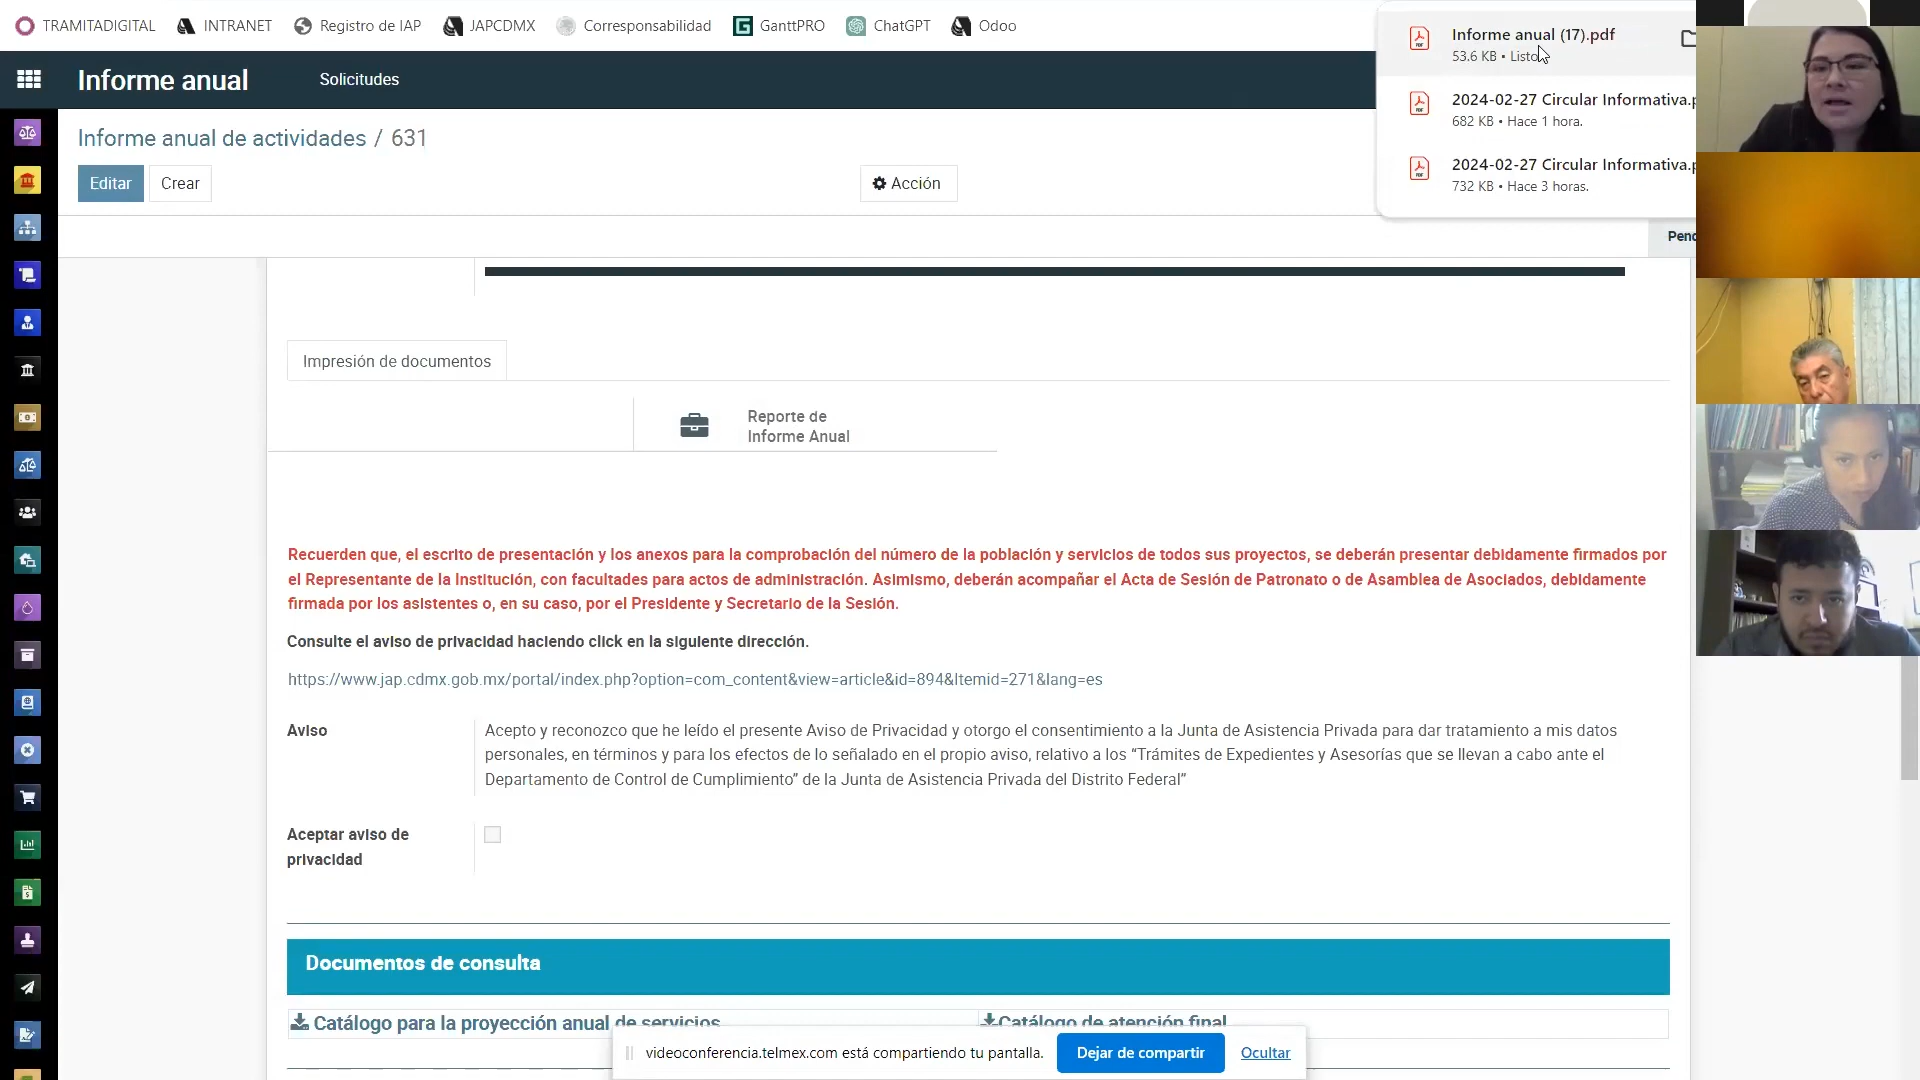 TRAMITADIGITAL INTRANET Registro de IAP JAPCDMX Corresponsabilidad GanttPRO ChatGPT Odoo
Informe anual Solicitudes
Informe anual de actividades / 631
Editar Crear Acción
Informe anual (17).pdf
53.6 KB • Listo
2024-02-27 Circular Informativa.p
682 KB • Hace 1 hora.
2024-02-27 Circular Informativa.p
732 KB • Hace 3 horas.
Pend
Impresión de documentos
Reporte de
Informe Anual
Recuerden que, el escrito de presentación y los anexos para la comprobación del número de la población y servicios de todos sus proyectos, se deberán presentar debidamente firmados por
el Representante de la Institución, con facultades para actos de administración. Asimismo, deberán acompañar el Acta de Sesión de Patronato o de Asamblea de Asociados, debidamente
firmada por los asistentes o, en su caso, por el Presidente y Secretario de la Sesión.
Consulte el aviso de privacidad haciendo click en la siguiente dirección.
https://www.jap.cdmx.gob.mx/portal/index.php?option=com_content&view=article&id=894&Itemid=271&lang=es
Aviso
Acepto y reconozco que he leído el presente Aviso de Privacidad y otorgo el consentimiento a la Junta de Asistencia Privada para dar tratamiento a mis datos
personales, en términos y para los efectos de lo señalado en el propio aviso, relativo a los “Trámites de Expedientes y Asesorías que se llevan a cabo ante el
Departamento de Control de Cumplimiento” de la Junta de Asistencia Privada del Distrito Federal”
Aceptar aviso de
privacidad
Documentos de consulta
Catálogo para la proyección anual de servicios
Catálogo de atención final
videoconferencia.telmex.com está compartiendo tu pantalla. Dejar de compartir Ocultar